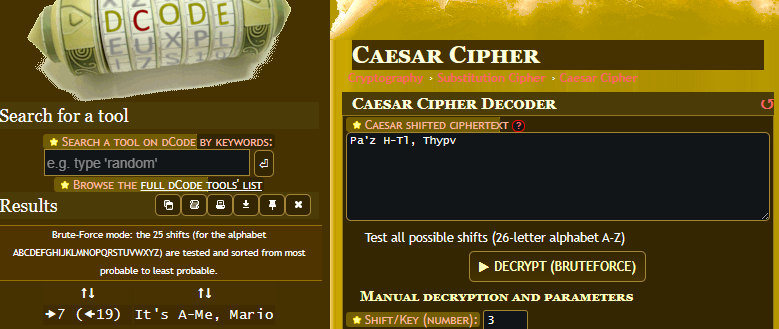 DCODE
Search for a tool
★ Search a tool on dCode by keywords:
e.g. type 'random'
★ Browse the full dCode tools' list
Results
Brute-Force mode: the 25 shifts (for the alphabet
ABCDEFGHIJKLMNOPQRSTUVWXYZ) are tested and sorted from most
probable to least probable.
↑↓ ↑↓
→7 (←19) It's A-Me, Mario
Caesar Cipher
Cryptography › Substitution Cipher › Caesar Cipher
Caesar Cipher Decoder
★ Caesar shifted ciphertext ?
Pa'z H-Tl, Thypv
Test all possible shifts (26-letter alphabet A-Z)
▶ DECRYPT (BRUTEFORCE)
Manual decryption and parameters
★ Shift/Key (number): 3